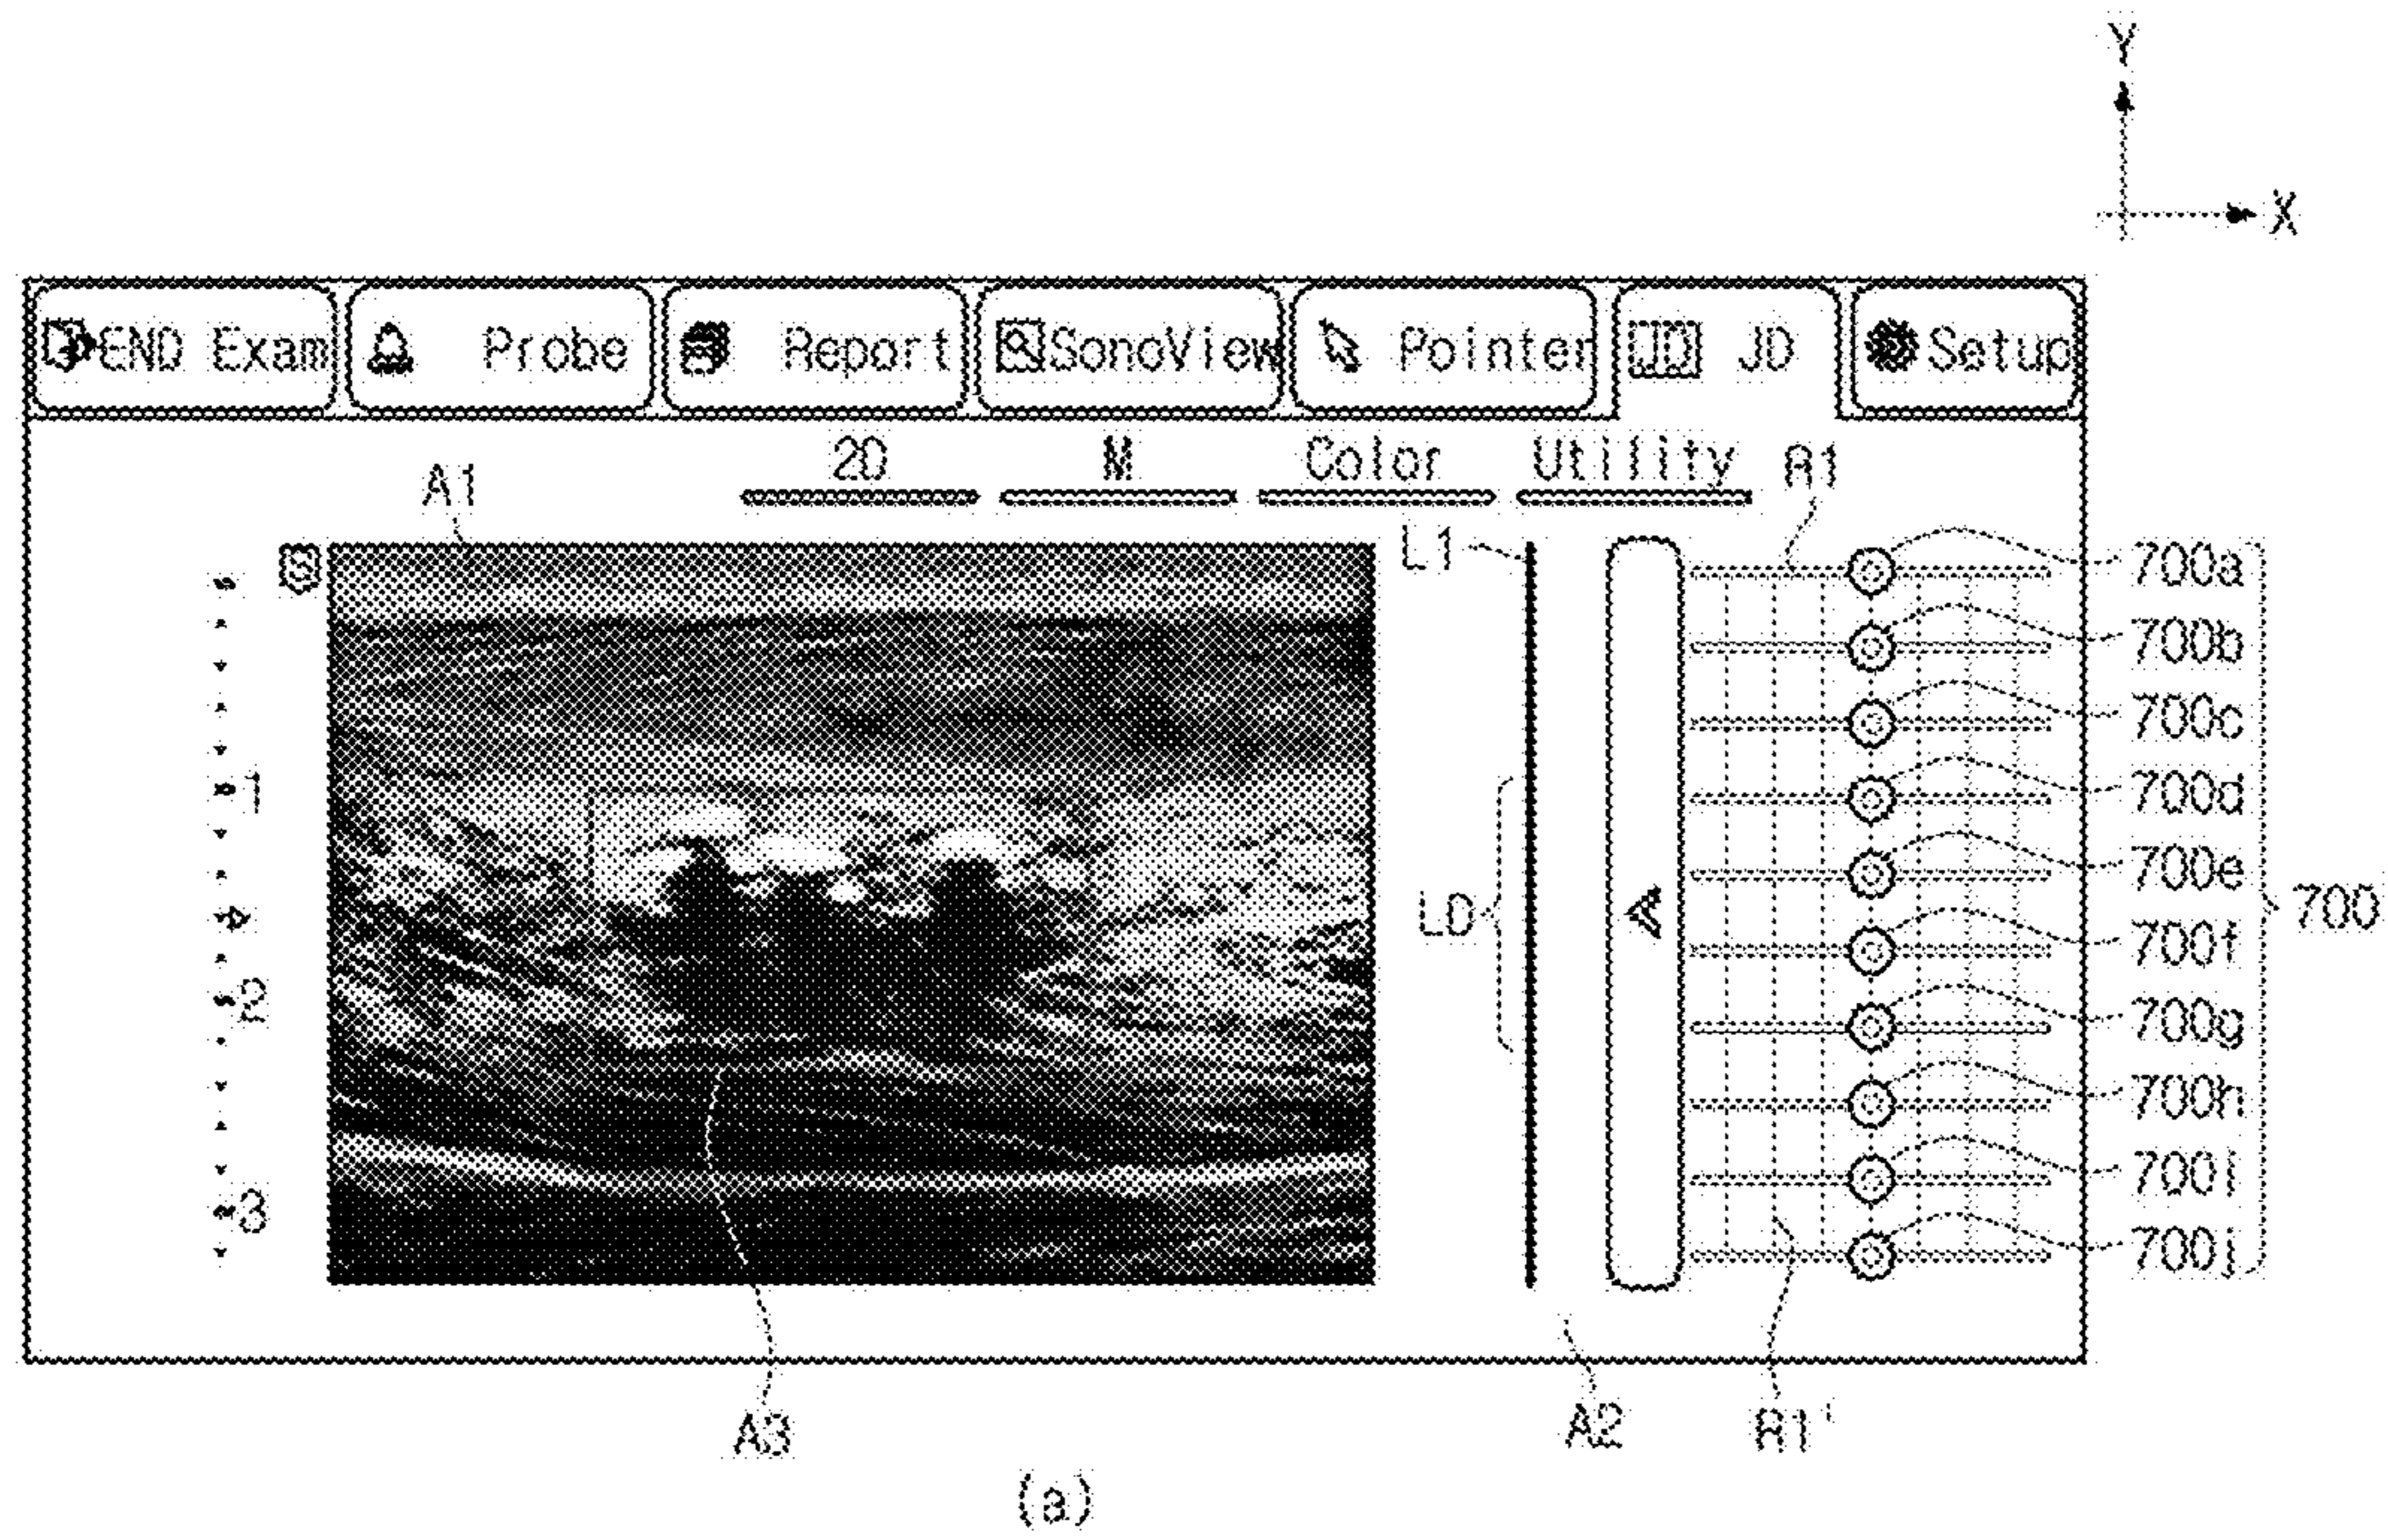 Y
X
END Exam Probe Report SonoView Pointer JD JD Setup
2D M Color Utility
A1
R1
S
L1
700a
700b
700c
1
700d
700e
LD
700
700f
2
700g
700h
700i
3
700j
A3
A2
R1'
(a)